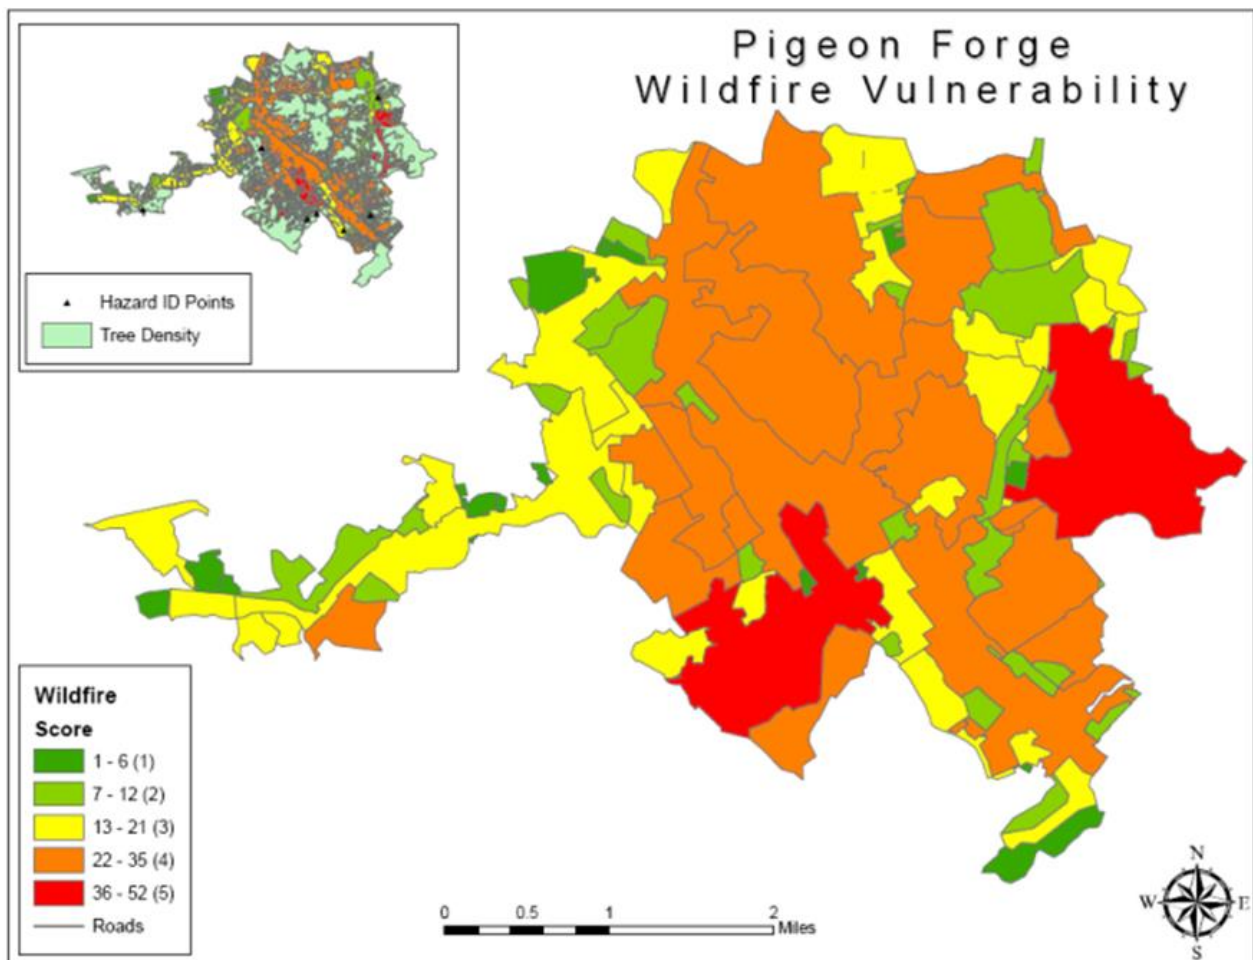 Pigeon Forge
Wildfire Vulnerability
Hazard ID Points
Tree Density
Wildfire
Score
1 - 6 (1)
7 - 12 (2)
13 - 21 (3)
22 - 35 (4)
36 - 52 (5)
Roads
0 0.5 1 2
Miles
N
W E
S